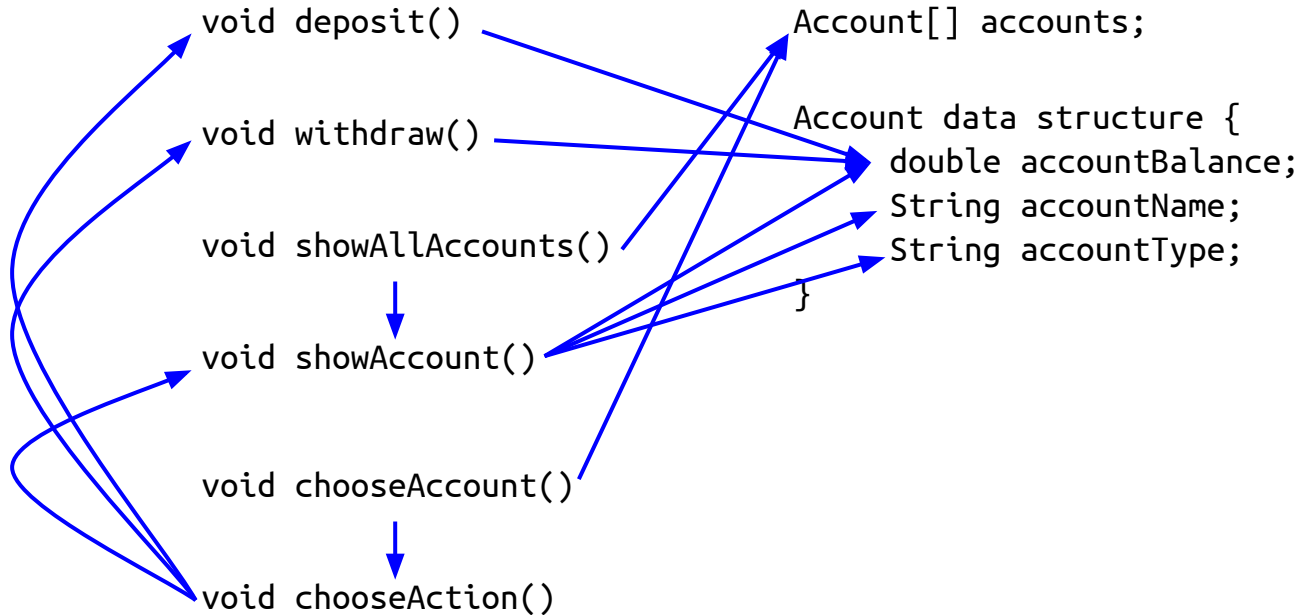 void deposit()
void withdraw()
void showAllAccounts()
void showAccount()
void chooseAccount()
void chooseAction()
Account[] accounts;
Account data structure {
double accountBalance;
String accountName;
String accountType;
}